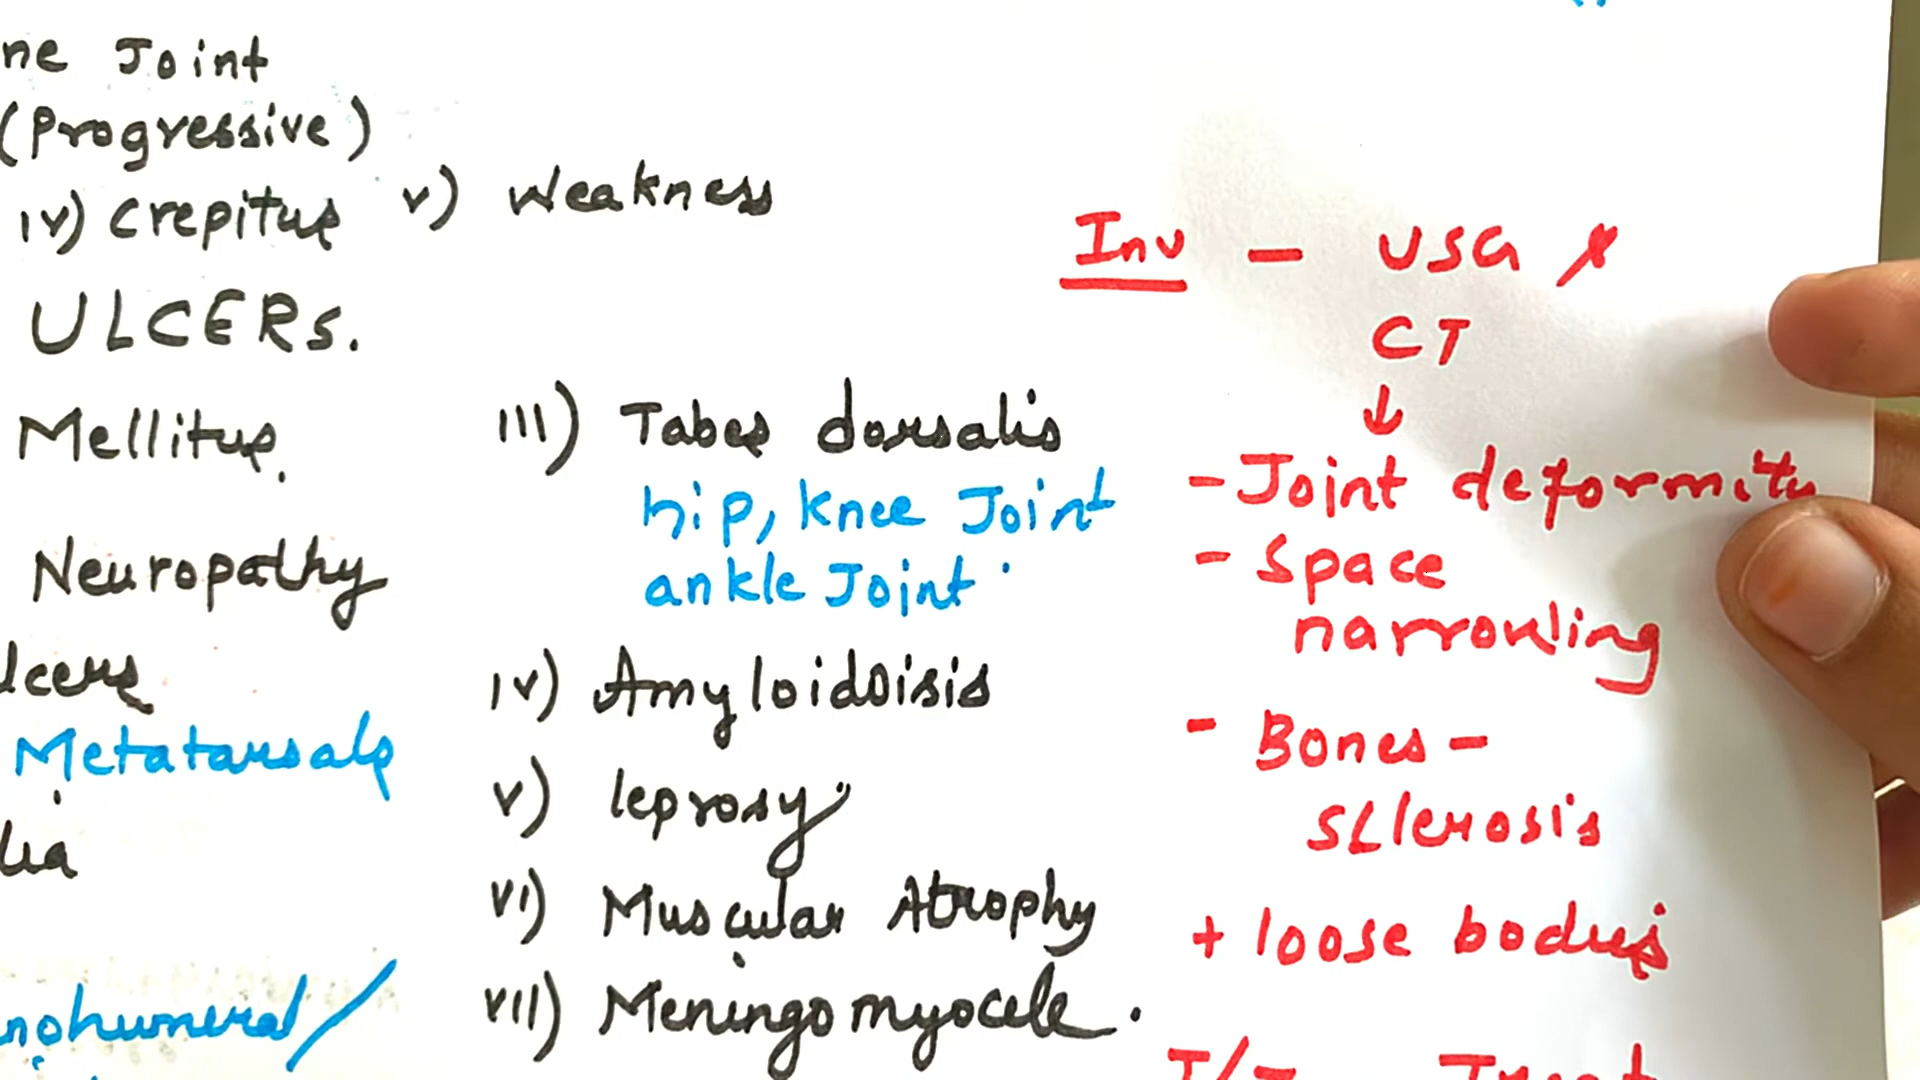 ne Joint
(Progressive)
iv) Crepitus v) Weakness
ULCERs.
Mellitus.
Neuropathy
lcers
Metatarsals
lia
nohumeral/
iii) Tabes dorsalis
hip, knee Joint
ankle Joint
iv) Amyloidoisis
v) leprosy
vi) Muscular Atrophy
vii) Meningomyocele.
Inv - USG x
CT
↓
- Joint deformity
- Space
narrowing
- Bones -
sclerosis
+ loose bodies